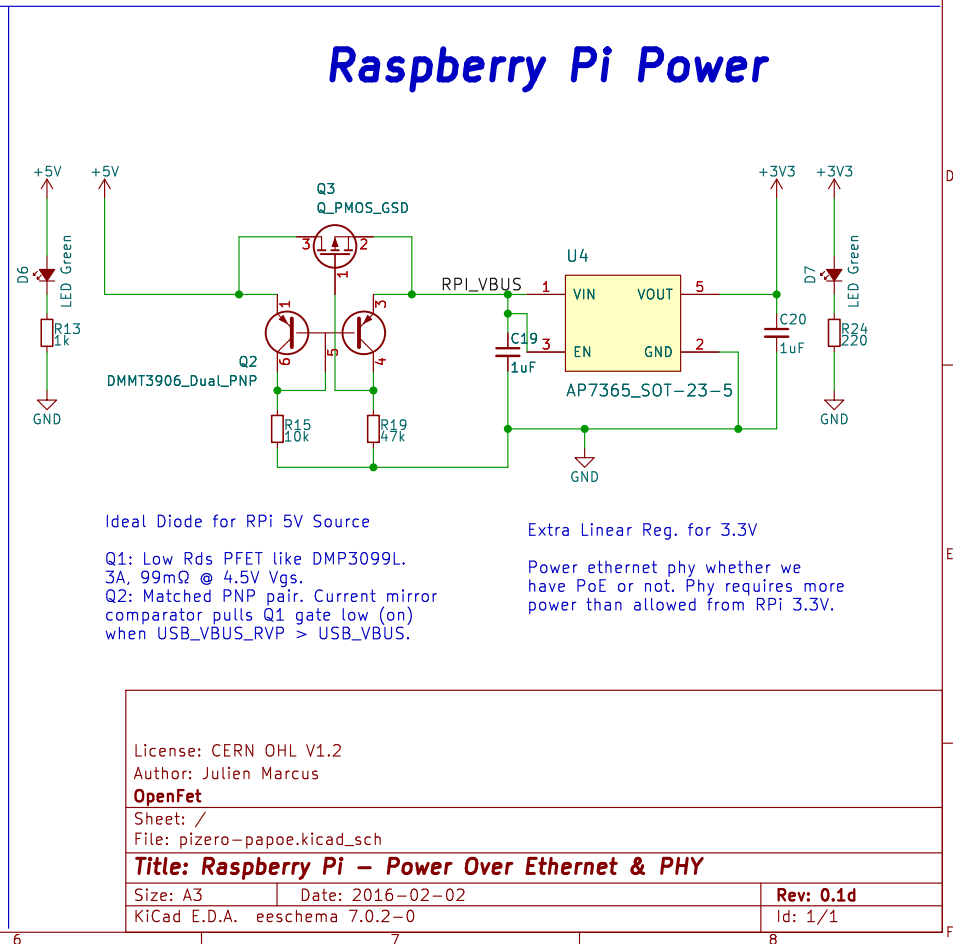 Raspberry Pi Power
+5V
+5V
D6
LED Green
R13
1k
GND
Q3
Q_PMOS_GSD
3
2
1
1
3
6
5
4
Q2
DMMT3906_Dual_PNP
R15
10k
R19
47k
RPI_VBUS
U4
1
VIN
VOUT
5
3
EN
GND
2
AP7365_SOT-23-5
C19
1uF
GND
+3V3
+3V3
C20
1uF
D7
LED Green
R24
220
GND
D
E
F
Ideal Diode for RPi 5V Source
Q1: Low Rds PFET like DMP3099L.
3A, 99mΩ @ 4.5V Vgs.
Q2: Matched PNP pair. Current mirror
comparator pulls Q1 gate low (on)
when USB_VBUS_RVP > USB_VBUS.
Extra Linear Reg. for 3.3V
Power ethernet phy whether we
have PoE or not. Phy requires more
power than allowed from RPi 3.3V.
License: CERN OHL V1.2
Author: Julien Marcus
OpenFet
Sheet: /
File: pizero-papoe.kicad_sch
Title: Raspberry Pi - Power Over Ethernet & PHY
Size: A3
Date: 2016-02-02
Rev: 0.1d
KiCad E.D.A. eeschema 7.0.2-0
Id: 1/1
6
7
8